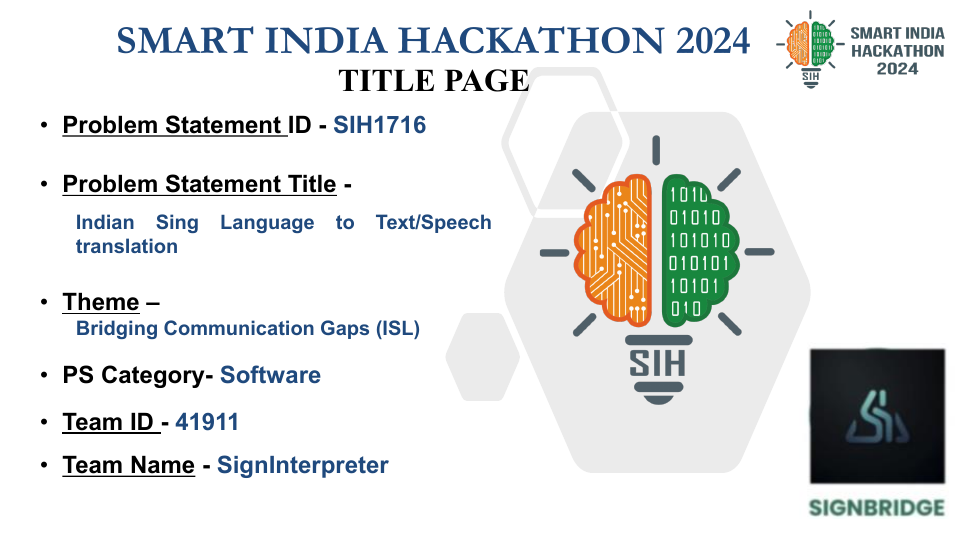 SMART INDIA HACKATHON 2024
TITLE PAGE
SMART INDIA
HACKATHON
2024
SIH
• Problem Statement ID - SIH1716
• Problem Statement Title -
Indian Sing Language to Text/Speech
translation
• Theme –
Bridging Communication Gaps (ISL)
• PS Category- Software
• Team ID - 41911
• Team Name - SignInterpreter
101L
01010
101010
010101
10101
010
SIH
SIGNBRIDGE